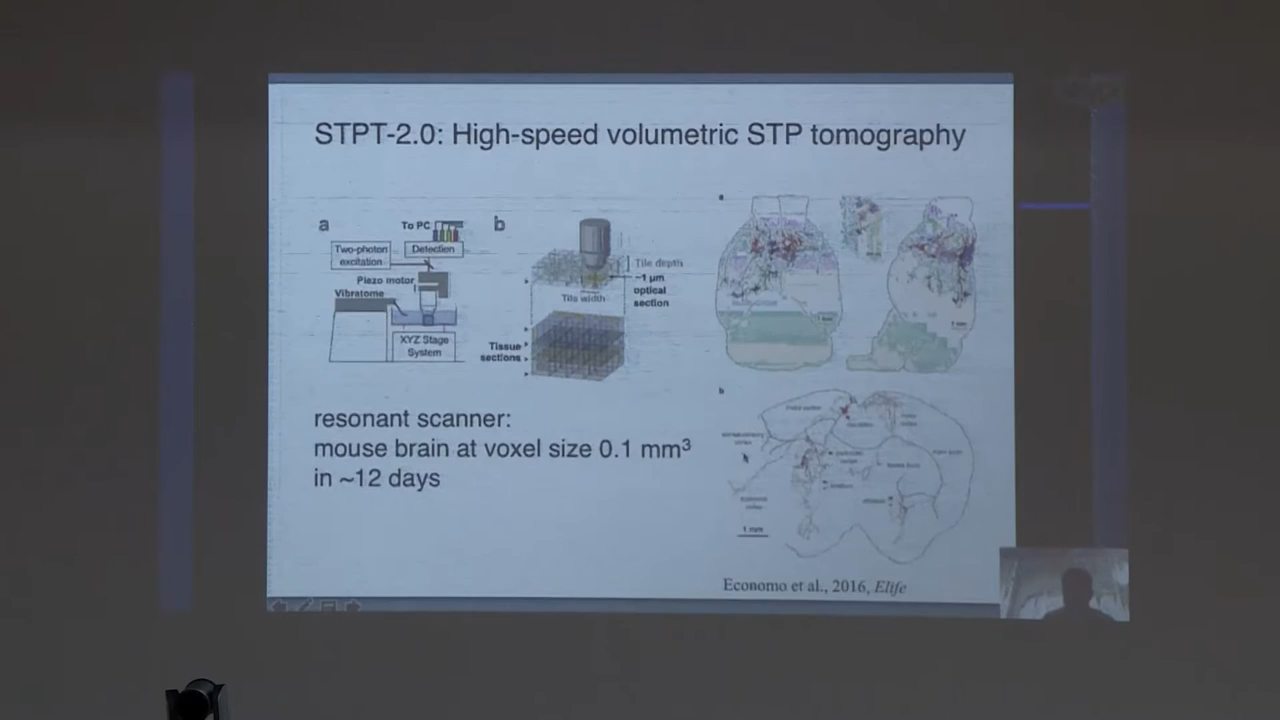 STPT-2.0: High-speed volumetric STP tomography
a
To PC
Two-photon
excitation
Detection
Piezo motor
Vibratome
XYZ Stage
System
b
Tile depth
~1 μm
optical
section
Tile width
Tissue
sections
a
1 mm
b
1 mm
resonant scanner:
mouse brain at voxel size 0.1 mm³
in ~12 days
Economo et al., 2016, Elife